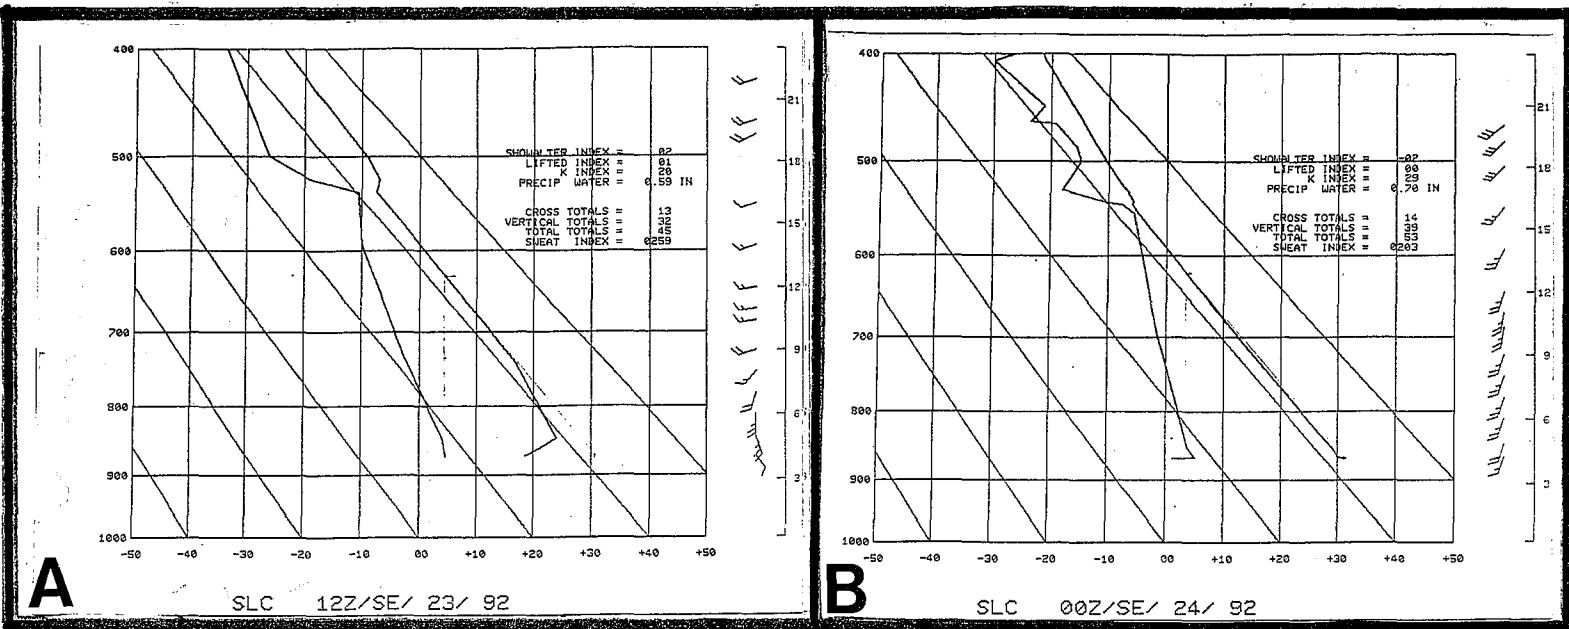 400
500
600
700
800
900
1000
-50 -40 -30 -20 -10 00 +10 +20 +30 +40 +50
SHOWALTER INDEX = 02
LIFTED INDEX = 01
K INDEX = 20
PRECIP WATER = 0.59 IN
CROSS TOTALS = 13
VERTICAL TOTALS = 32
TOTAL TOTALS = 45
SWEAT INDEX = 0259
21
18
15
12
9
6
3
A
SLC 12Z/SE/ 23/ 92
400
500
600
700
800
900
1000
-50 -40 -30 -20 -10 00 +10 +20 +30 +40 +50
SHOWALTER INDEX = -02
LIFTED INDEX = 00
K INDEX = 29
PRECIP WATER = 0.70 IN
CROSS TOTALS = 14
VERTICAL TOTALS = 39
TOTAL TOTALS = 53
SWEAT INDEX = 0203
21
18
15
12
9
6
3
B
SLC 00Z/SE/ 24/ 92